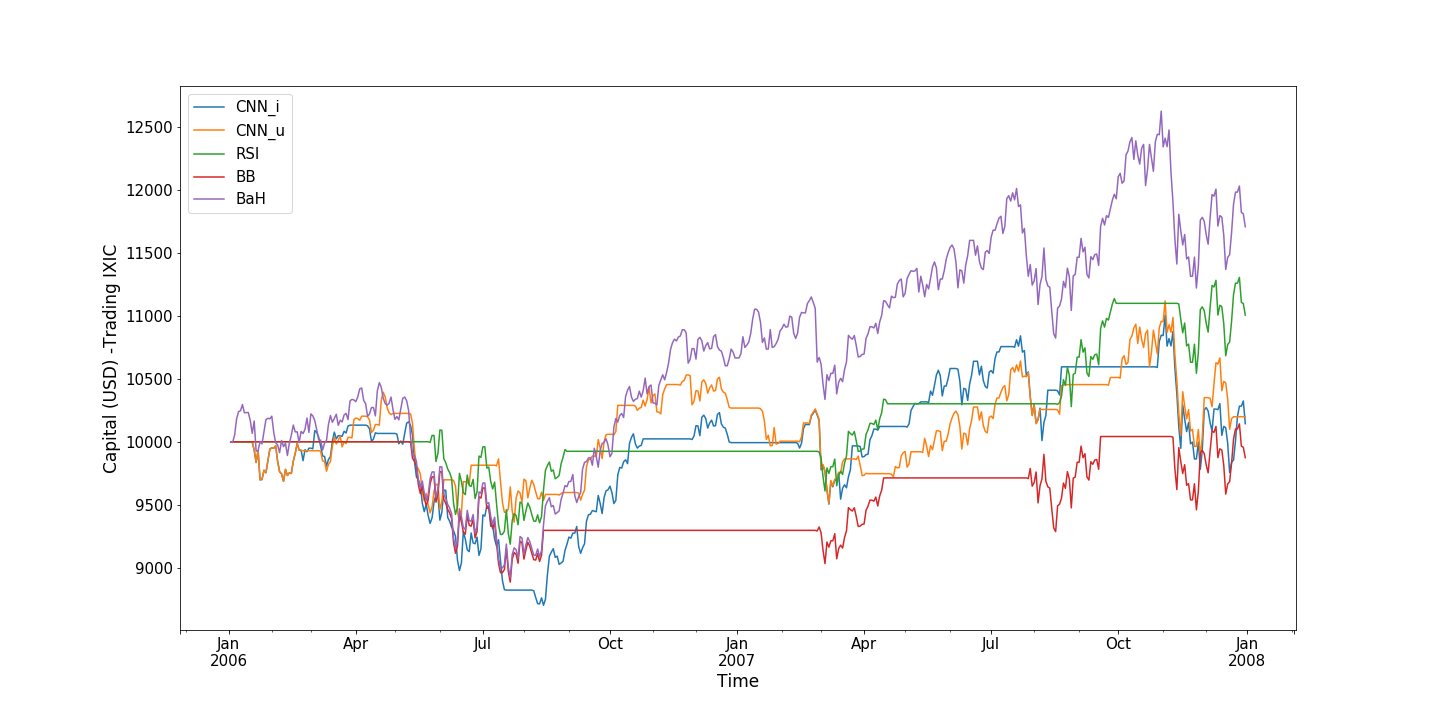 CNN_i
CNN_u
RSI
BB
BaH
12500
12000
11500
11000
10500
10000
9500
9000
Capital (USD) -Trading IXIC
Jan Apr Jul Oct Jan Apr Jul Oct Jan
2006 2007 2008
Time